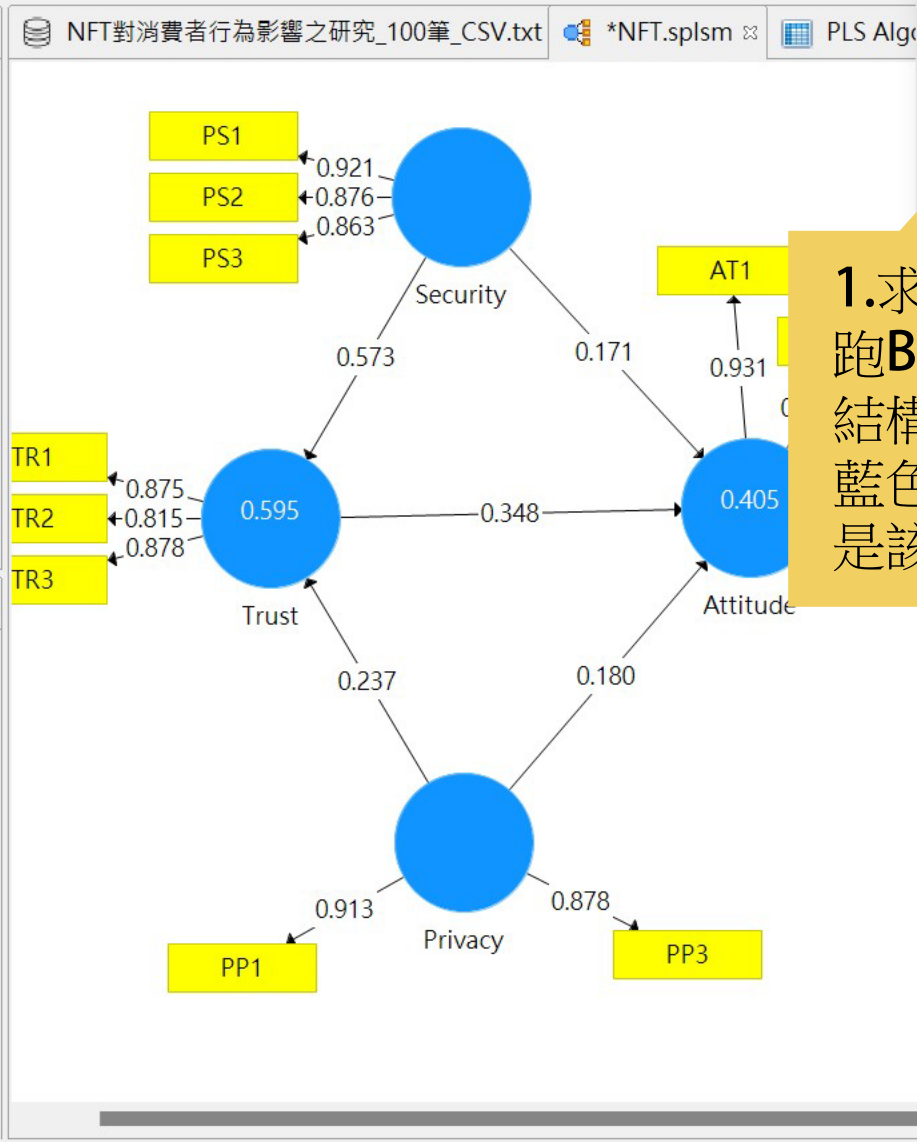 NFT對消費者行為影響之研究_100筆_CSV.txt
*NFT.splsm
PLS Algo
PS1
0.921
PS2
0.876
0.863
PS3
Security
AT1
1.求
跑B
結構
藍色
是該
0.573
0.171
0.931
TR1
0.875
TR2
0.815
0.878
TR3
0.595
0.348
0.405
Trust
Attitude
0.237
0.180
0.913
0.878
Privacy
PP1
PP3